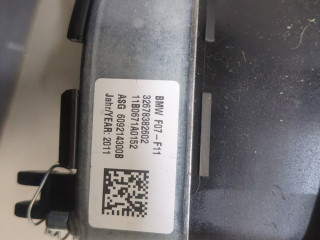 BMW F07-F11
32678382602
11B0671A0152
ASG 609214300B
Jahr/YEAR: 2011